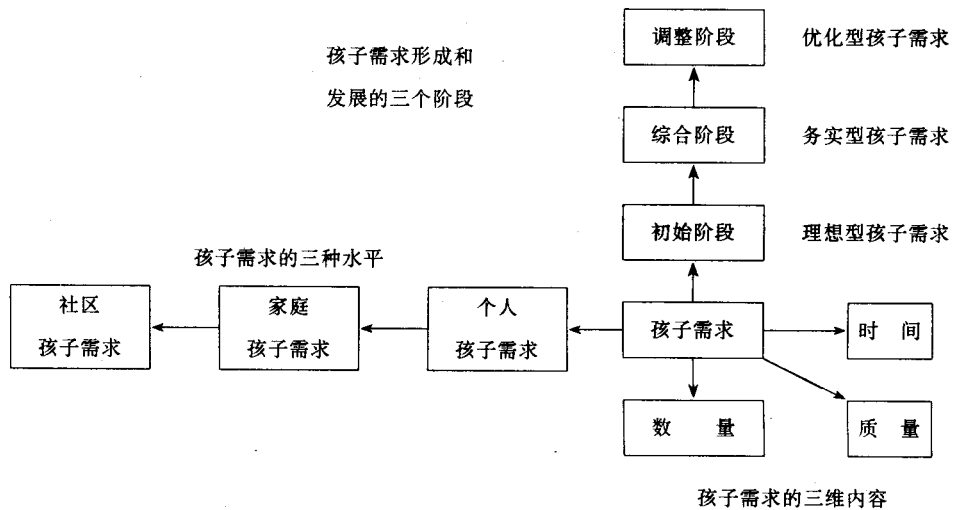 调整阶段
优化型孩子需求
孩子需求形成和
发展的三个阶段
综合阶段
务实型孩子需求
初始阶段
理想型孩子需求
孩子需求的三种水平
社区
孩子需求
家庭
孩子需求
个人
孩子需求
孩子需求
时 间
数 量
质 量
孩子需求的三维内容